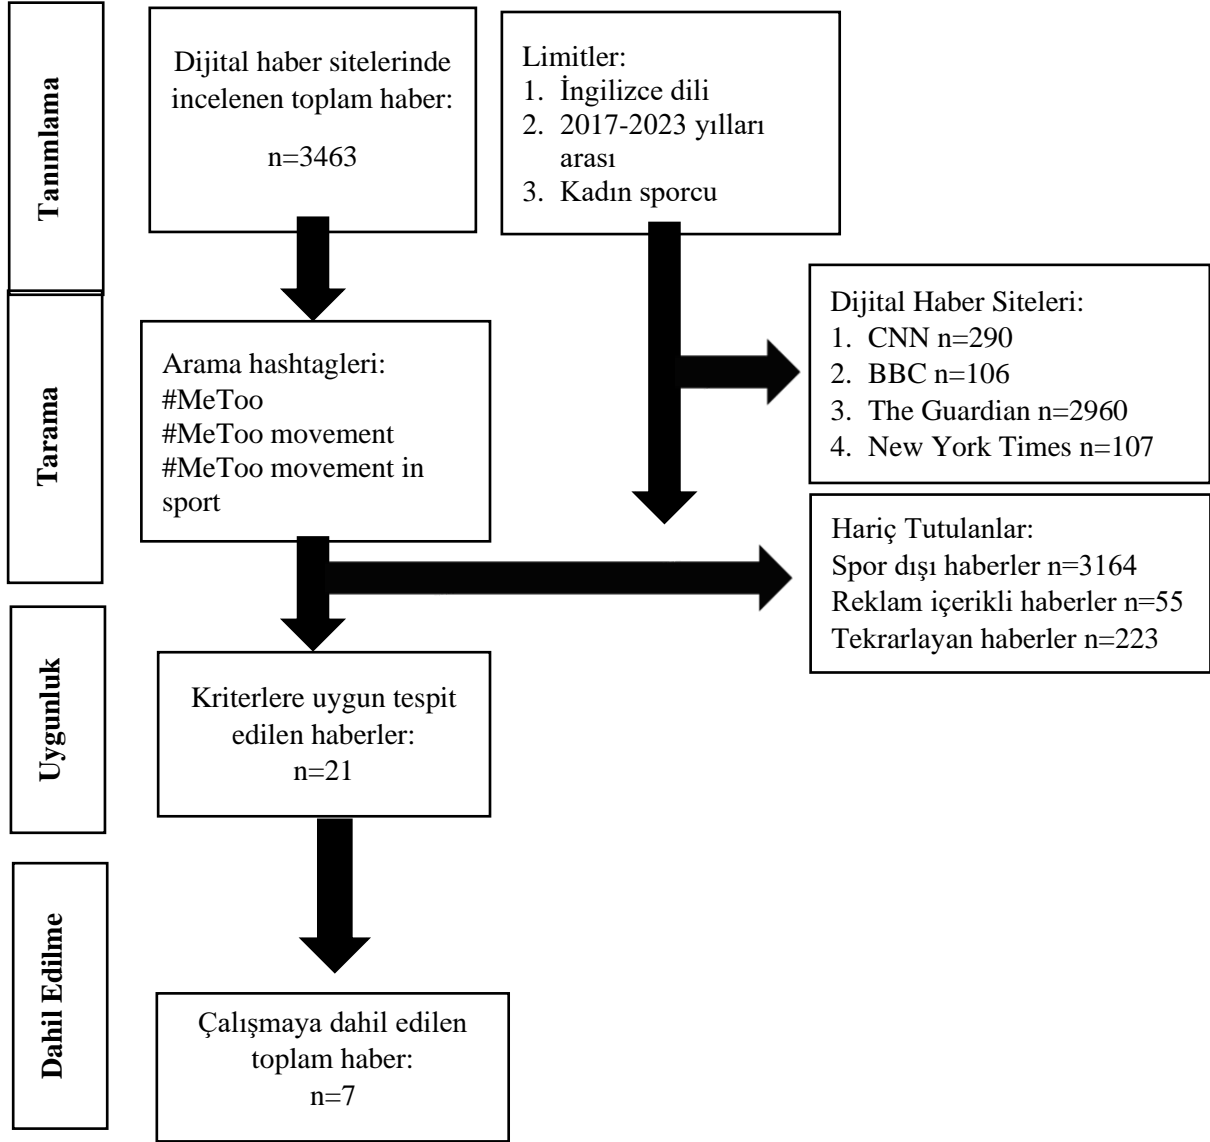 Tanımlama
Dijital haber sitelerinde
incelenen toplam haber:
n=3463
Limitler:
1. İngilizce dili
2. 2017-2023 yılları
arası
3. Kadın sporcu
Tarama
Arama hashtagleri:
#MeToo
#MeToo movement
#MeToo movement in
spor
Dijital Haber Siteleri:
1. CNN n=290
2. BBC n=106
3. The Guardian n=2960
4. New York Times n=107
Hariç Tutulanlar:
Spor dışı haberler n=3164
Reklam içerikli haberler n=55
Tekrarlayan haberler n=223
Uygunluk
Kriterlere uygun tespit
edilen haberler:
n=21
Dahil Edilme
Çalışmaya dahil edilen
toplam haber:
n=7